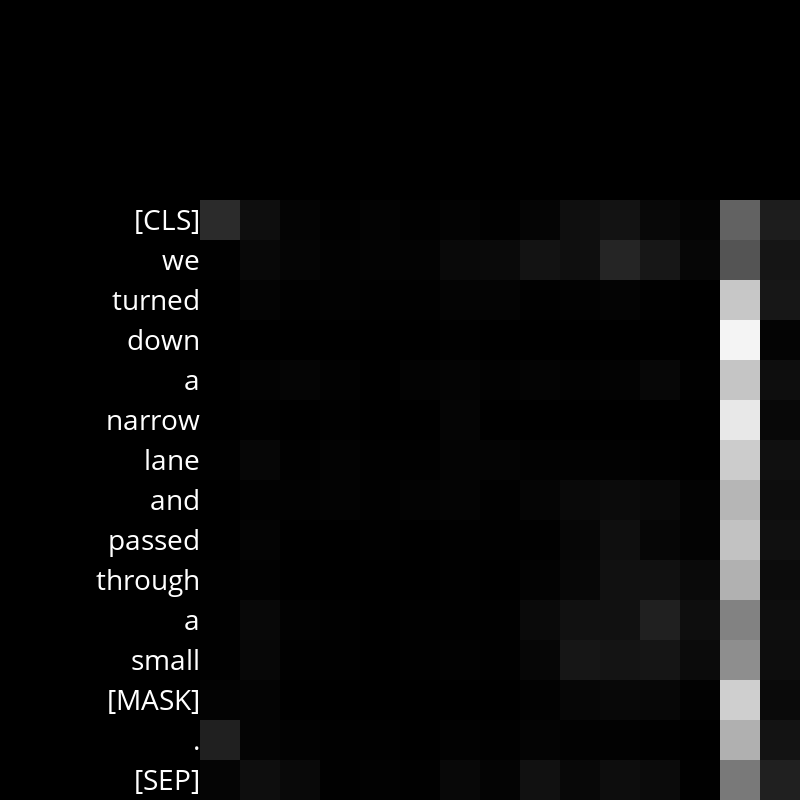 [CLS]
we
turned
down
a
narrow
lane
and
passed
through
a
small
[MASK]
.
[SEP]